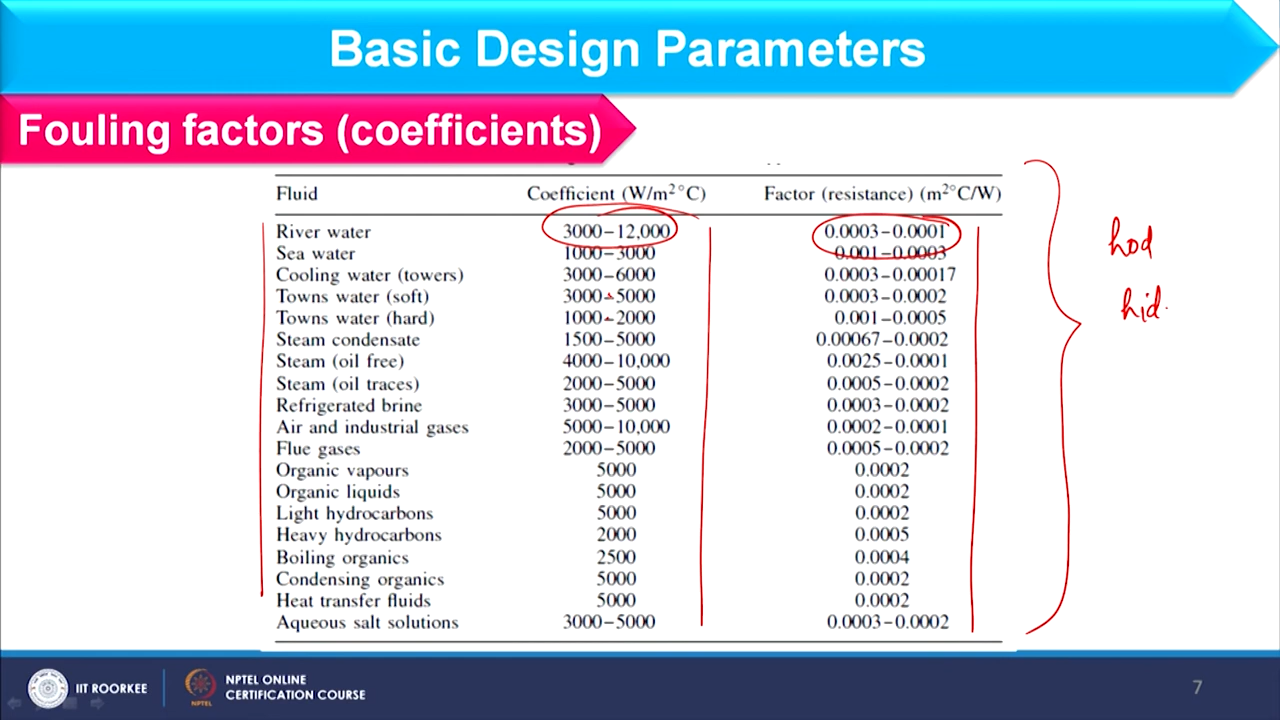 Basic Design Parameters
Fouling factors (coefficients)
Fluid Coefficient (W/m²°C) Factor (resistance) (m²°C/W)
River water 3000–12,000 0.0003–0.0001
Sea water 1000–3000 0.001–0.0003
Cooling water (towers) 3000–6000 0.0003–0.00017
Towns water (soft) 3000–5000 0.0003–0.0002
Towns water (hard) 1000–2000 0.001–0.0005
Steam condensate 1500–5000 0.00067–0.0002
Steam (oil free) 4000–10,000 0.0025–0.0001
Steam (oil traces) 2000–5000 0.0005–0.0002
Refrigerated brine 3000–5000 0.0003–0.0002
Air and industrial gases 5000–10,000 0.0002–0.0001
Flue gases 2000–5000 0.0005–0.0002
Organic vapours 5000 0.0002
Organic liquids 5000 0.0002
Light hydrocarbons 5000 0.0002
Heavy hydrocarbons 2000 0.0005
Boiling organics 2500 0.0004
Condensing organics 5000 0.0002
Heat transfer fluids 5000 0.0002
Aqueous salt solutions 3000–5000 0.0003–0.0002
hod
hid.
IIT ROORKEE
NPTEL
NPTEL ONLINE
CERTIFICATION COURSE
7